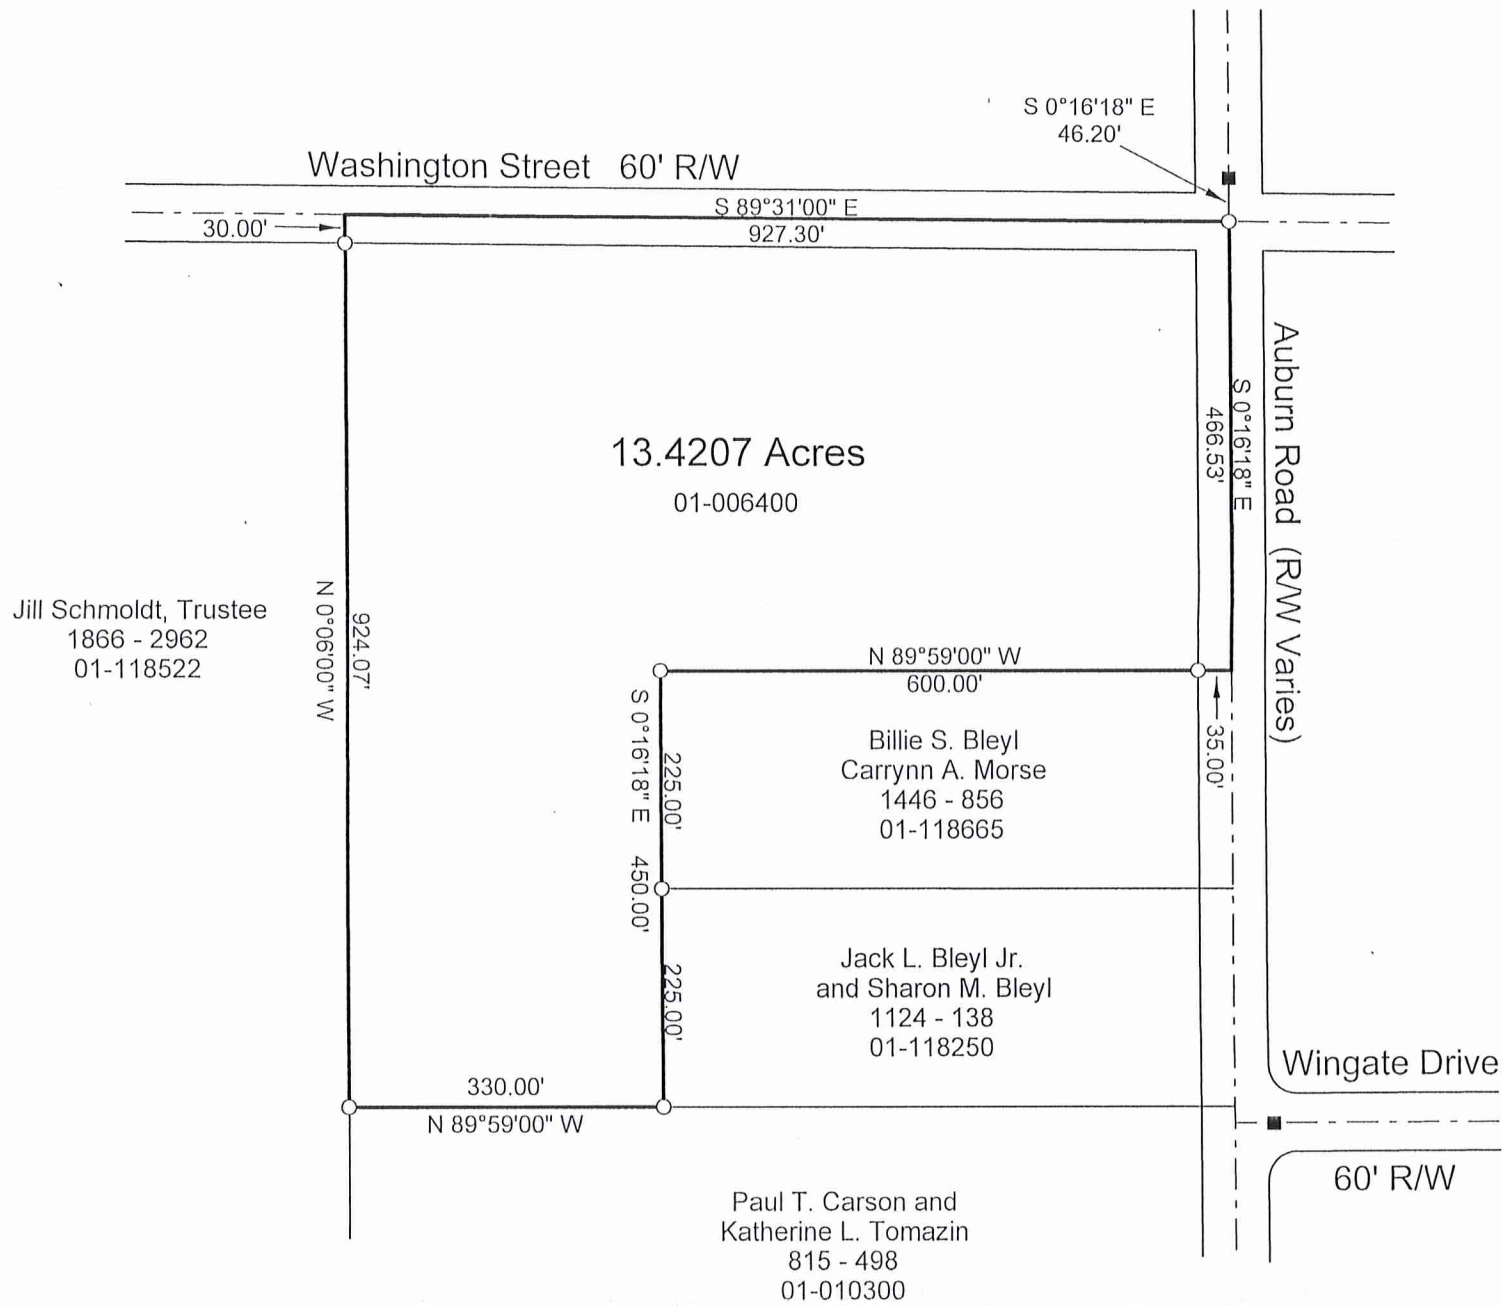 S 0°16'18" E
46.20'
Washington Street 60' R/W
S 89°31'00" E
30.00'
927.30'
Auburn Road (R/W Varies)
S 0°16'18" E
466.53'
13.4207 Acres
01-006400
Jill Schmoldt, Trustee
1866 - 2962
01-118522
N 0°06'00" W
924.07'
N 89°59'00" W
600.00'
S 0°16'18" E 450.00'
225.00'
Billie S. Bleyl
Carrynn A. Morse
1446 - 856
01-118665
35.00'
225.00'
Jack L. Bleyl Jr.
and Sharon M. Bleyl
1124 - 138
01-118250
Wingate Drive
330.00'
N 89°59'00" W
60' R/W
Paul T. Carson and
Katherine L. Tomazin
815 - 498
01-010300